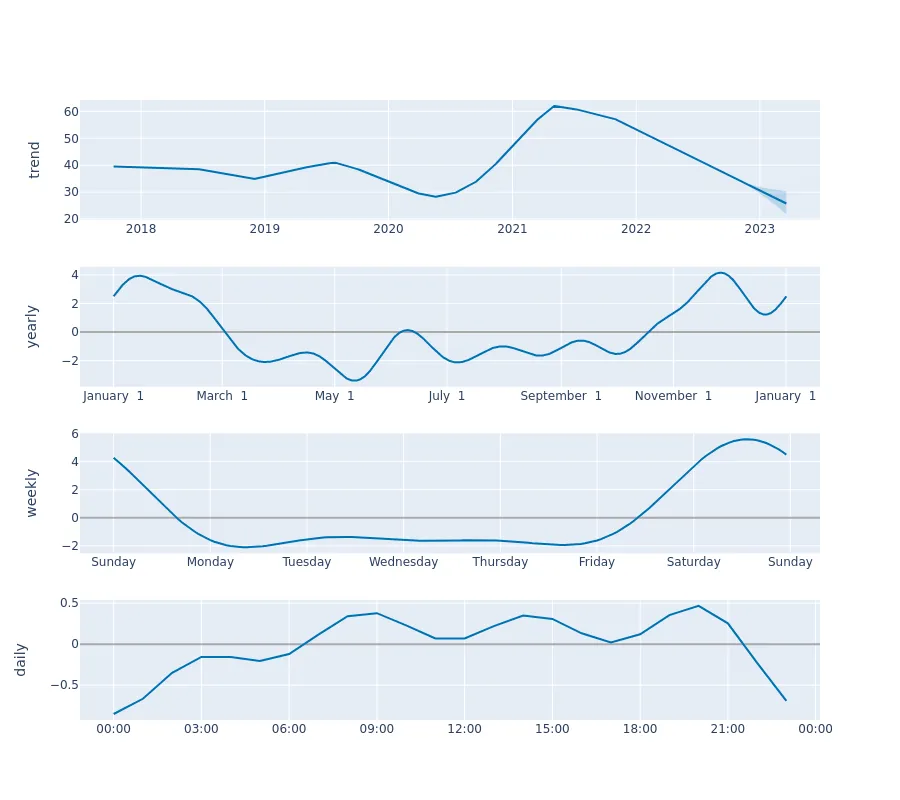 trend
60
50
40
30
20
2018 2019 2020 2021 2022 2023
yearly
4
2
0
−2
January 1 March 1 May 1 July 1 September 1 November 1 January 1
weekly
6
4
2
0
−2
Sunday Monday Tuesday Wednesday Thursday Friday Saturday Sunday
daily
0.5
0
−0.5
00:00 03:00 06:00 09:00 12:00 15:00 18:00 21:00 00:00